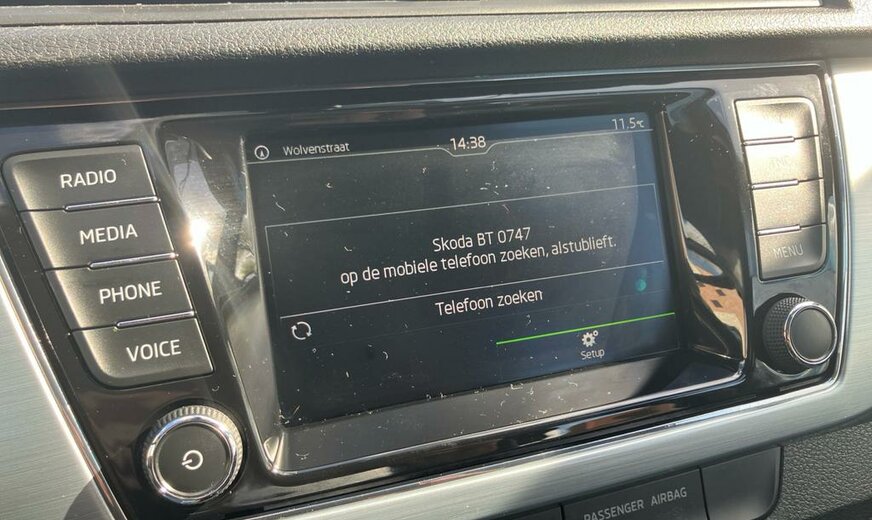 Wolvenstraat
14:38
11.5°C
RADIO
MEDIA
PHONE
VOICE
Skoda BT 0747
op de mobiele telefoon zoeken, alstublieft.
Telefoon zoeken
Setup
MENU
PASSENGER AIRBAG